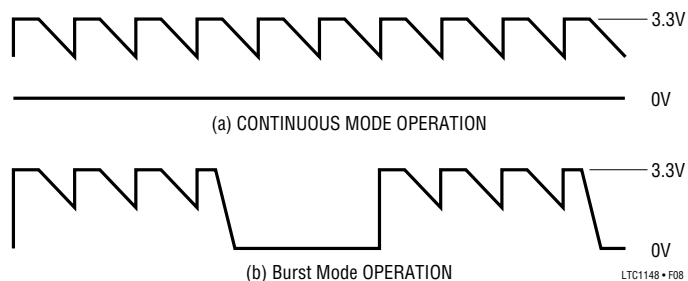 3.3V
0V
(a) CONTINUOUS MODE OPERATION
3.3V
0V
(b) Burst Mode OPERATION
LTC1148 • F08